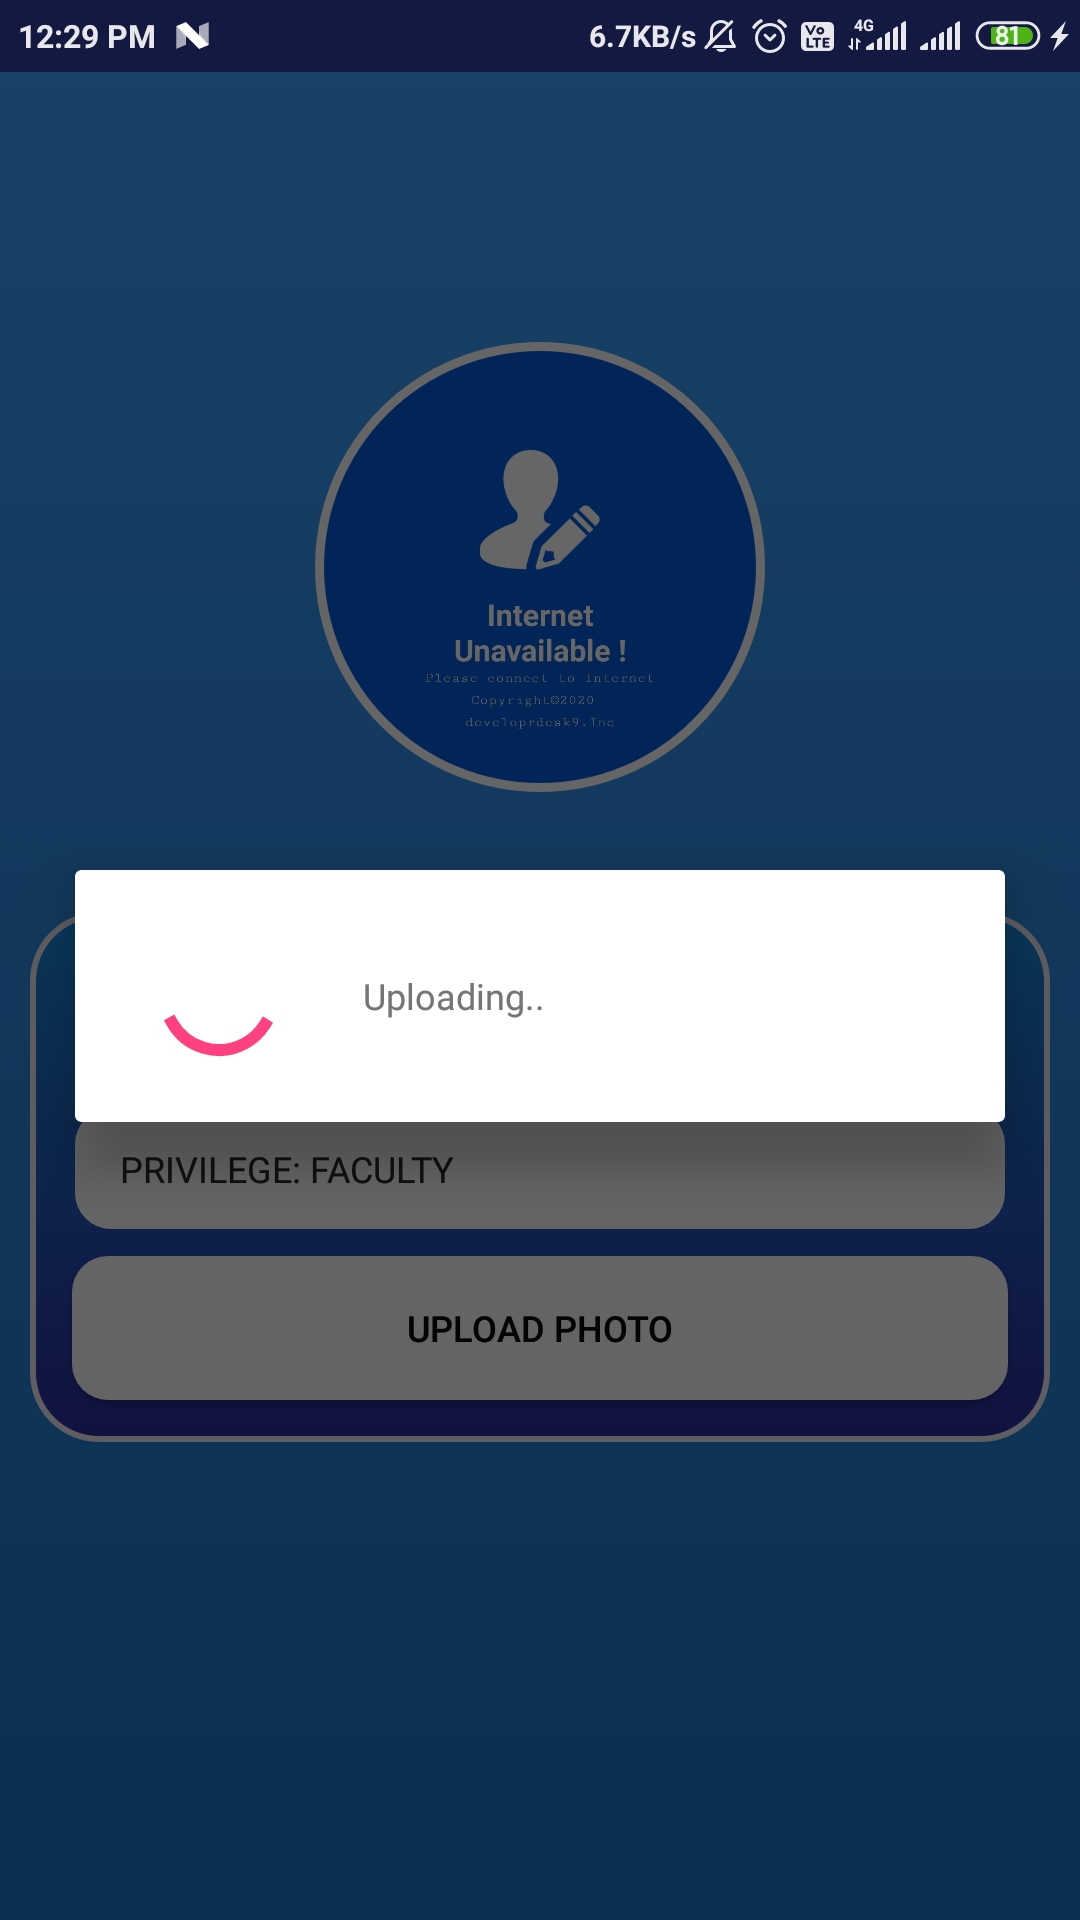 12:29 PM 6.7KB/s Vo LTE 4G 81
Internet
Unavailable !
Please connect to internet
Copyright©2020
developrdesk9.Inc
Uploading..
PRIVILEGE: FACULTY
UPLOAD PHOTO